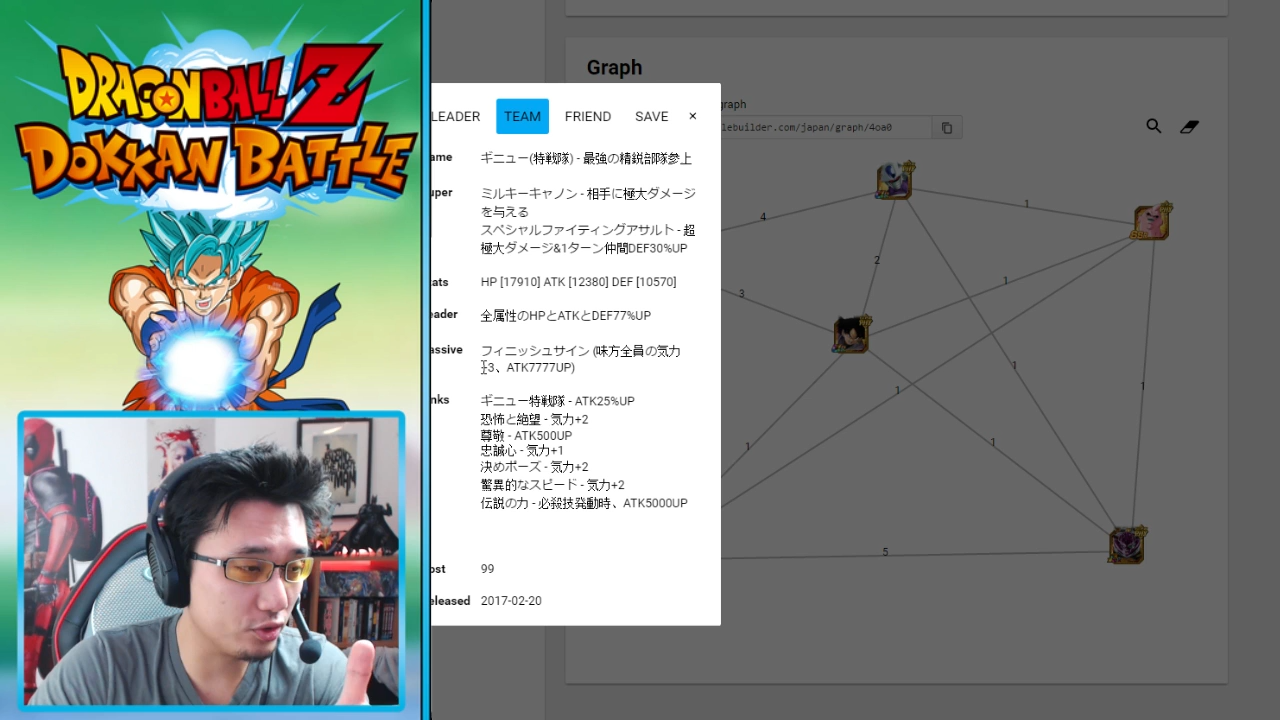 DRAGONBALL Z
DOKKAN BATTLE
Graph
graph
lebuilder.com/japan/graph/4oa0
LEADER TEAM FRIEND SAVE ×
ame ギニュー(特戦隊) - 最強の精鋭部隊参上
uper ミルキーキャノン - 相手に極大ダメージ
を与える
スペシャルファイティングアサルト - 超
極大ダメージ&1ターン仲間DEF30%UP
ats HP [17910] ATK [12380] DEF [10570]
eader 全属性のHPとATKとDEF77%UP
assive フィニッシュサイン (味方全員の気力
3、ATK7777UP)
nks ギニュー特戦隊 - ATK25%UP
恐怖と絶望 - 気力+2
尊敬 - ATK500UP
忠誠心 - 気力+1
決めポーズ - 気力+2
驚異的なスピード - 気力+2
伝説の力 - 必殺技発動時、ATK5000UP
ost 99
eleased 2017-02-20
4
1
2
1
3
1
1
1
1
1
5